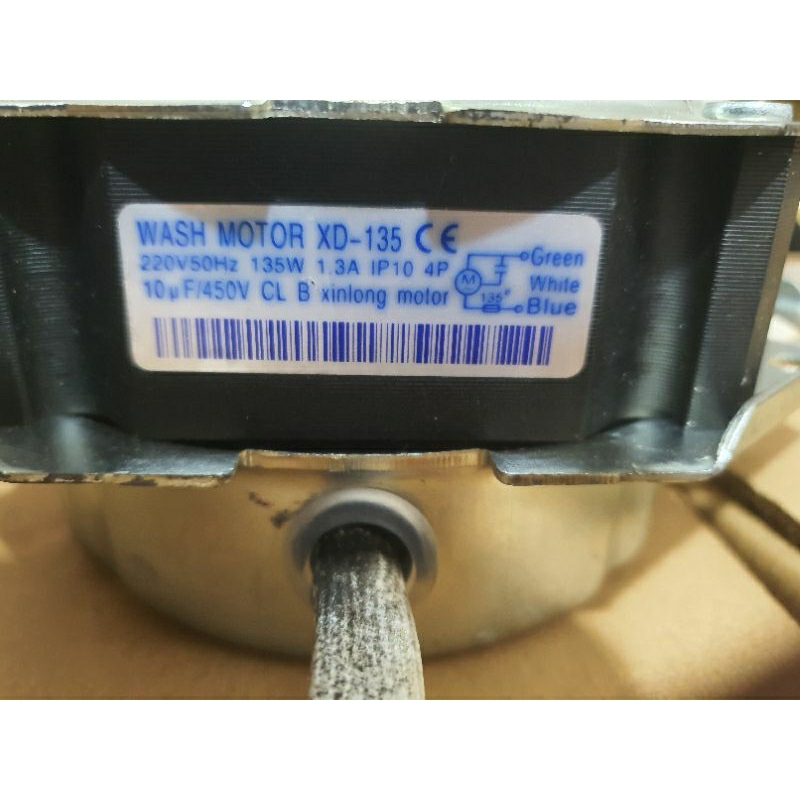 WASH MOTOR XD-135 CE
220V50Hz 135W 1.3A IP10 4P
10μF/450V CL B xinlong motor
M
135°
Green
White
Blue